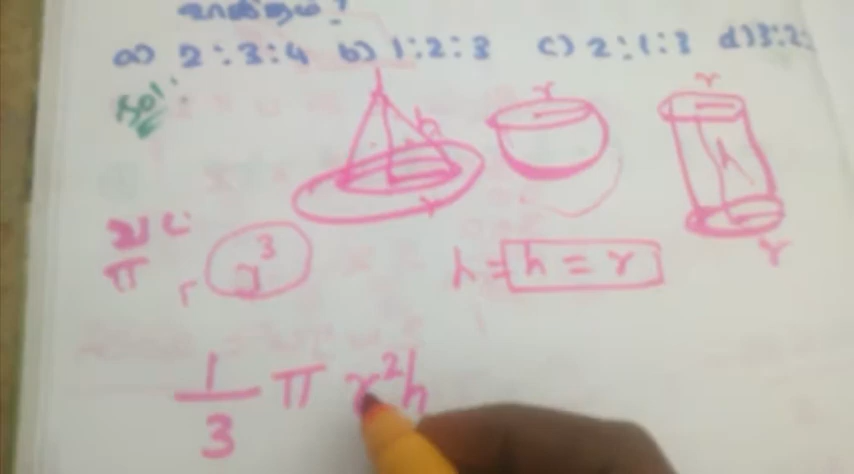 a) 2:3:4 b) 1:2:3 c) 2:1:3 d) 3:2:
Sol:
r h r
h
r r
π r³ h = h = r
1/3 π r²h